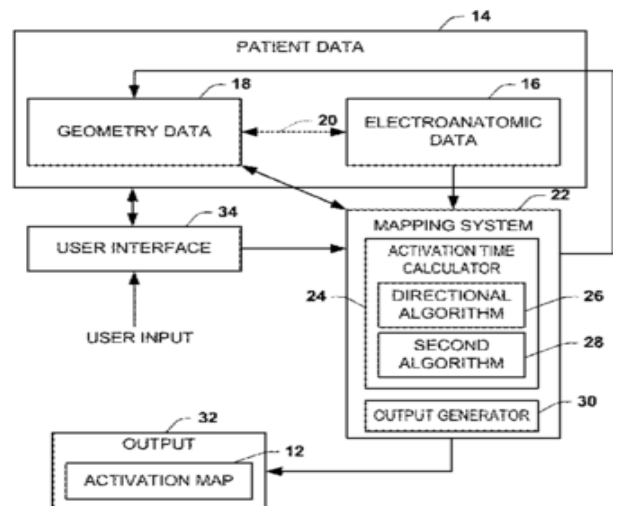 14
PATIENT DATA
18
16
GEOMETRY DATA
20
ELECTROANATOMIC
DATA
22
34
MAPPING SYSTEM
USER INTERFACE
ACTIVATION TIME
CALCULATOR
24
DIRECTIONAL
ALGORITHM
26
USER INPUT
SECOND
ALGORITHM
28
32
OUTPUT GENERATOR
30
OUTPUT
12
ACTIVATION MAP